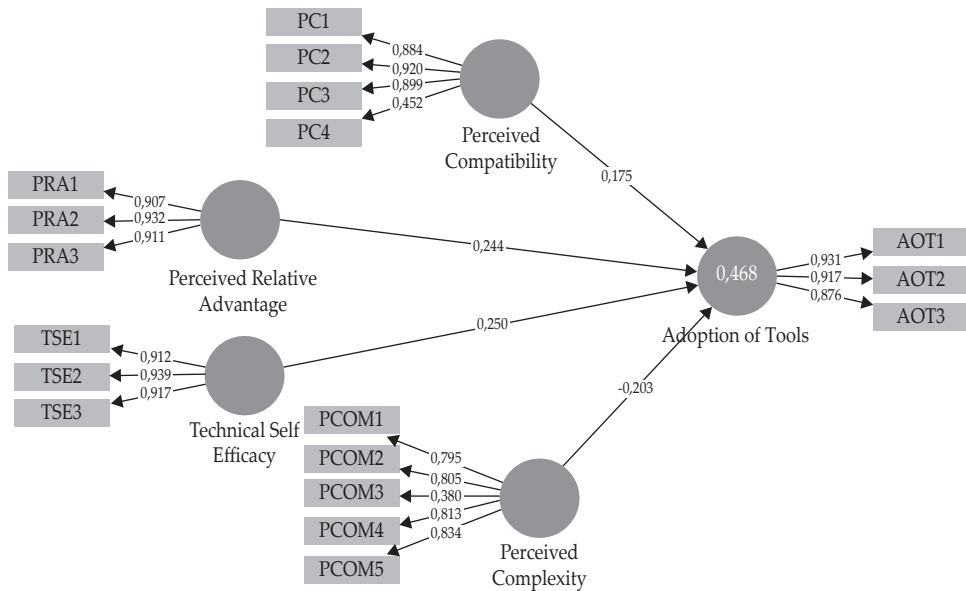 PC1
PC2
PC3
PC4
0,884
0,920
0,899
0,452
Perceived
Compatibility
0,175
PRA1
PRA2
PRA3
0,907
0,932
0,911
Perceived Relative
Advantage
0,244
0,468
Adoption of Tools
0,931
0,917
0,876
AOT1
AOT2
AOT3
TSE1
TSE2
TSE3
0,912
0,939
0,917
Technical Self
Efficacy
0,250
-0,203
PCOM1
PCOM2
PCOM3
PCOM4
PCOM5
0,795
0,805
0,380
0,813
0,834
Perceived
Complexity